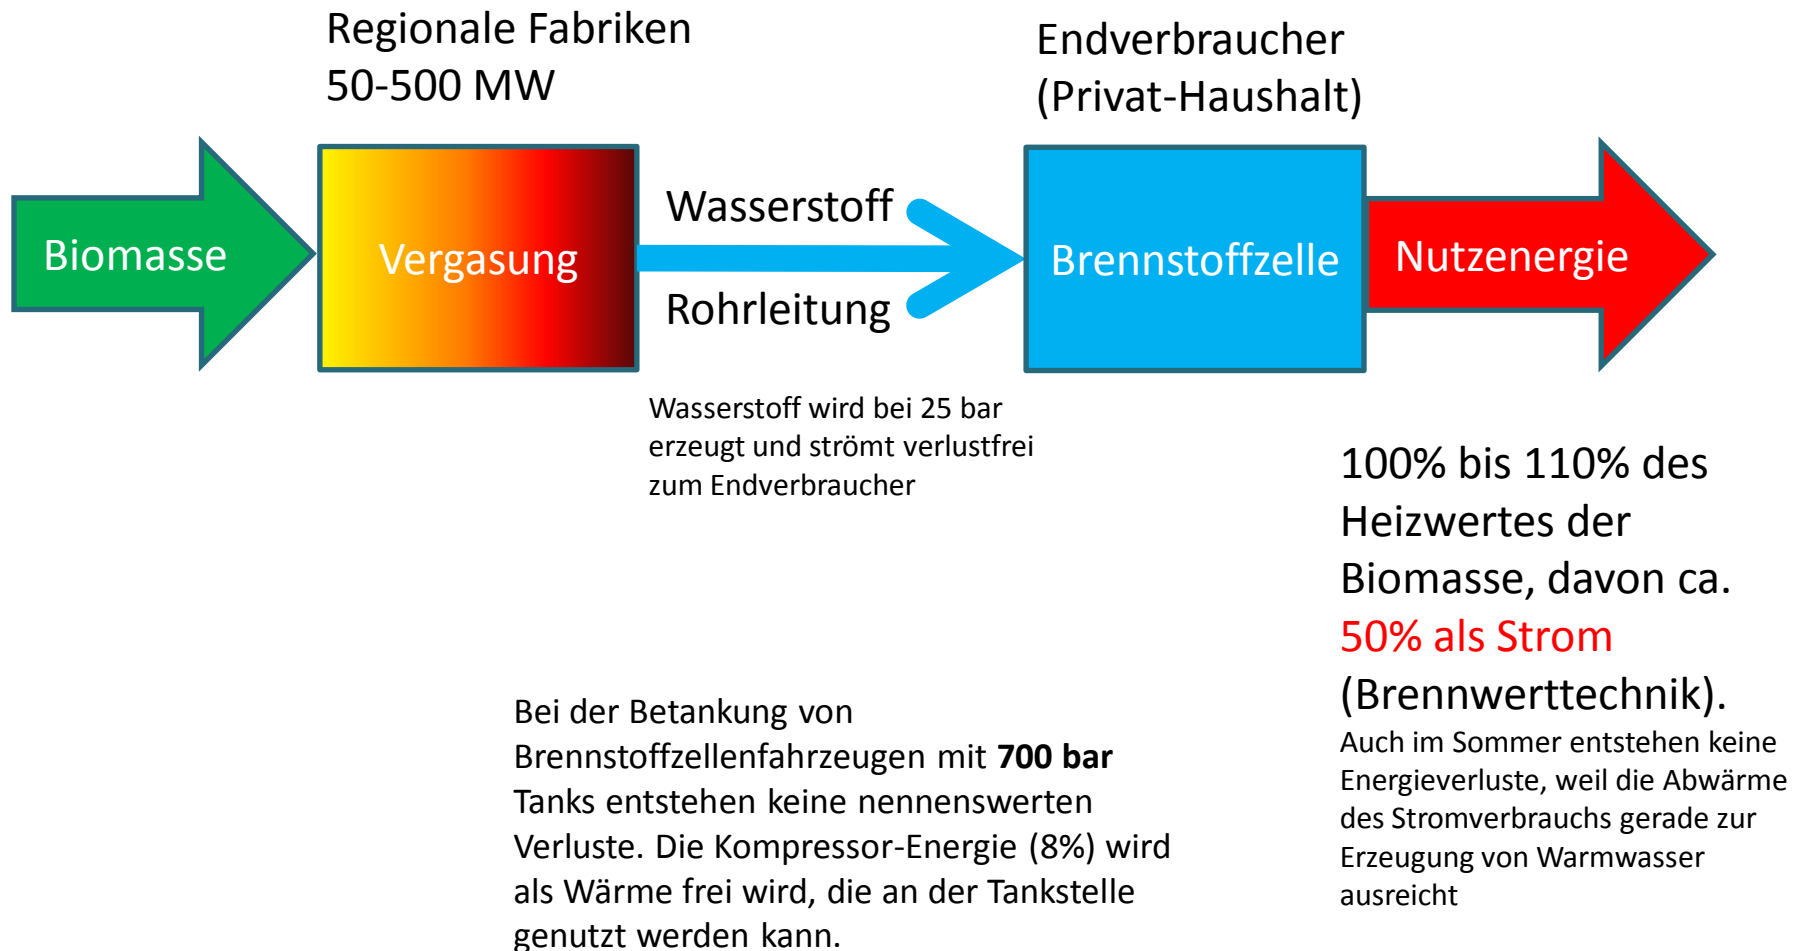 Regionale Fabriken
50-500 MW
Endverbraucher
(Privat-Haushalt)
Biomasse
Vergasung
Wasserstoff
Rohrleitung
Brennstoffzelle
Nutzenergie
Wasserstoff wird bei 25 bar
erzeugt und strömt verlustfrei
zum Endverbraucher
100% bis 110% des
Heizwertes der
Biomasse, davon ca.
50% als Strom
(Brennwerttechnik).
Auch im Sommer entstehen keine
Energieverluste, weil die Abwärme
des Stromverbrauchs gerade zur
Erzeugung von Warmwasser
ausreicht
Bei der Betankung von
Brennstoffzellenfahrzeugen mit 700 bar
Tanks entstehen keine nennenswerten
Verluste. Die Kompressor-Energie (8%) wird
als Wärme frei wird, die an der Tankstelle
genutzt werden kann.